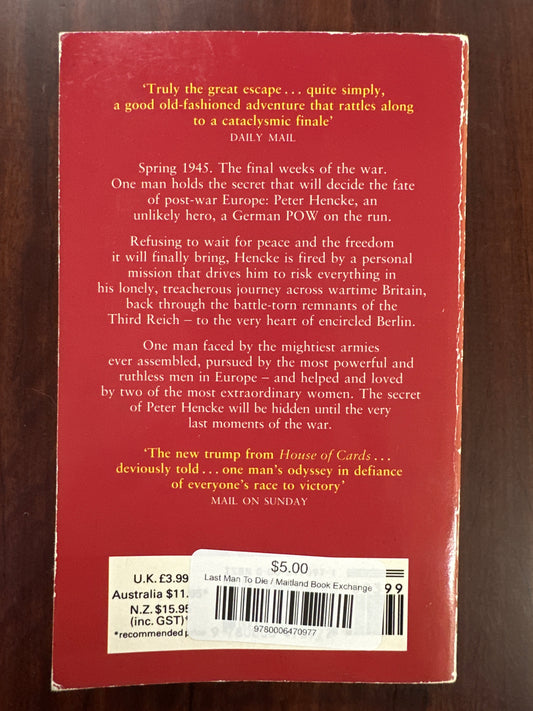 ‘Truly the great escape . . . quite simply,
a good old-fashioned adventure that rattles along
to a cataclysmic finale’
DAILY MAIL
Spring 1945. The final weeks of the war.
One man holds the secret that will decide the fate
of post-war Europe: Peter Hencke, an
unlikely hero, a German POW on the run.
Refusing to wait for peace and the freedom
it will finally bring, Hencke is fired by a personal
mission that drives him to risk everything in
his lonely, treacherous journey across wartime Britain,
back through the battle-torn remnants of the
Third Reich – to the very heart of encircled Berlin.
One man faced by the mightiest armies
ever assembled, pursued by the most powerful and
ruthless men in Europe – and helped and loved
by two of the most extraordinary women. The secret
of Peter Hencke will be hidden until the very
last moments of the war.
‘The new trump from House of Cards . . .
deviously told . . . one man’s odyssey in defiance
of everyone’s race to victory’
MAIL ON SUNDAY
$5.00
Last Man To Die / Maitland Book Exchange
9780006470977
U.K. £3.99
Australia $11.95*
N.Z. $15.95
(inc. GST)*
*recommended
99